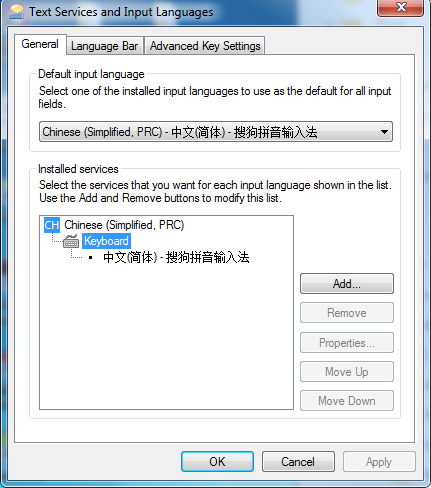 Text Services and Input Languages
General
Language Bar
Advanced Key Settings
Default input language
Select one of the installed input languages to use as the default for all input
fields.
Chinese (Simplified, PRC) - 中文(简体) - 搜狗拼音输入法
Installed services
Select the services that you want for each input language shown in the list.
Use the Add and Remove buttons to modify this list.
CH Chinese (Simplified, PRC)
Keyboard
• 中文(简体) - 搜狗拼音输入法
Add...
Remove
Properties...
Move Up
Move Down
OK
Cancel
Apply